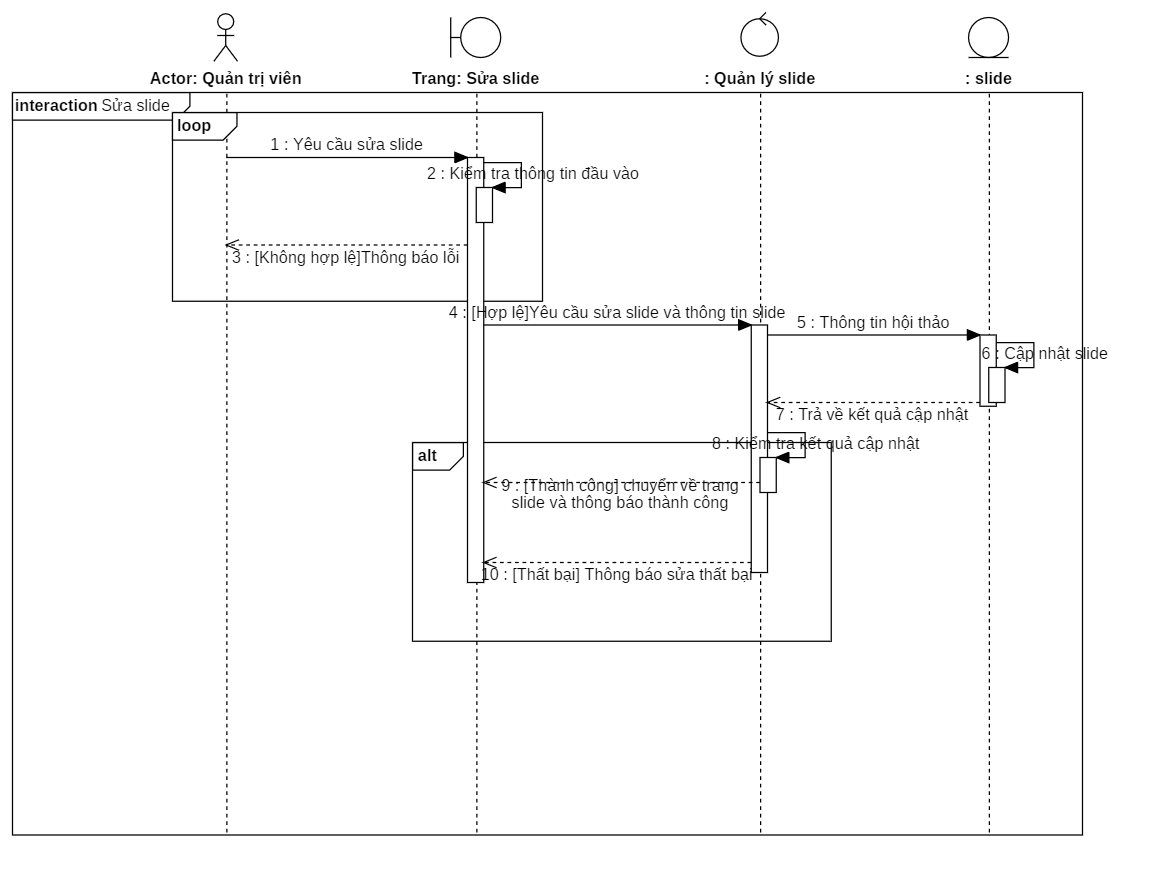 Actor: Quản trị viên
Trang: Sửa slide
: Quản lý slide
: slide
interaction Sửa slide
loop
1 : Yêu cầu sửa slide
2 : Kiểm tra thông tin đầu vào
3 : [Không hợp lệ]Thông báo lỗi
4 : [Hợp lệ]Yêu cầu sửa slide và thông tin slide
5 : Thông tin hội thảo
6 : Cập nhật slide
7 : Trả về kết quả cập nhật
8 : Kiểm tra kết quả cập nhật
alt
9 : [Thành công] chuyển về trang
slide và thông báo thành công
10 : [Thất bại] Thông báo sửa thất bại